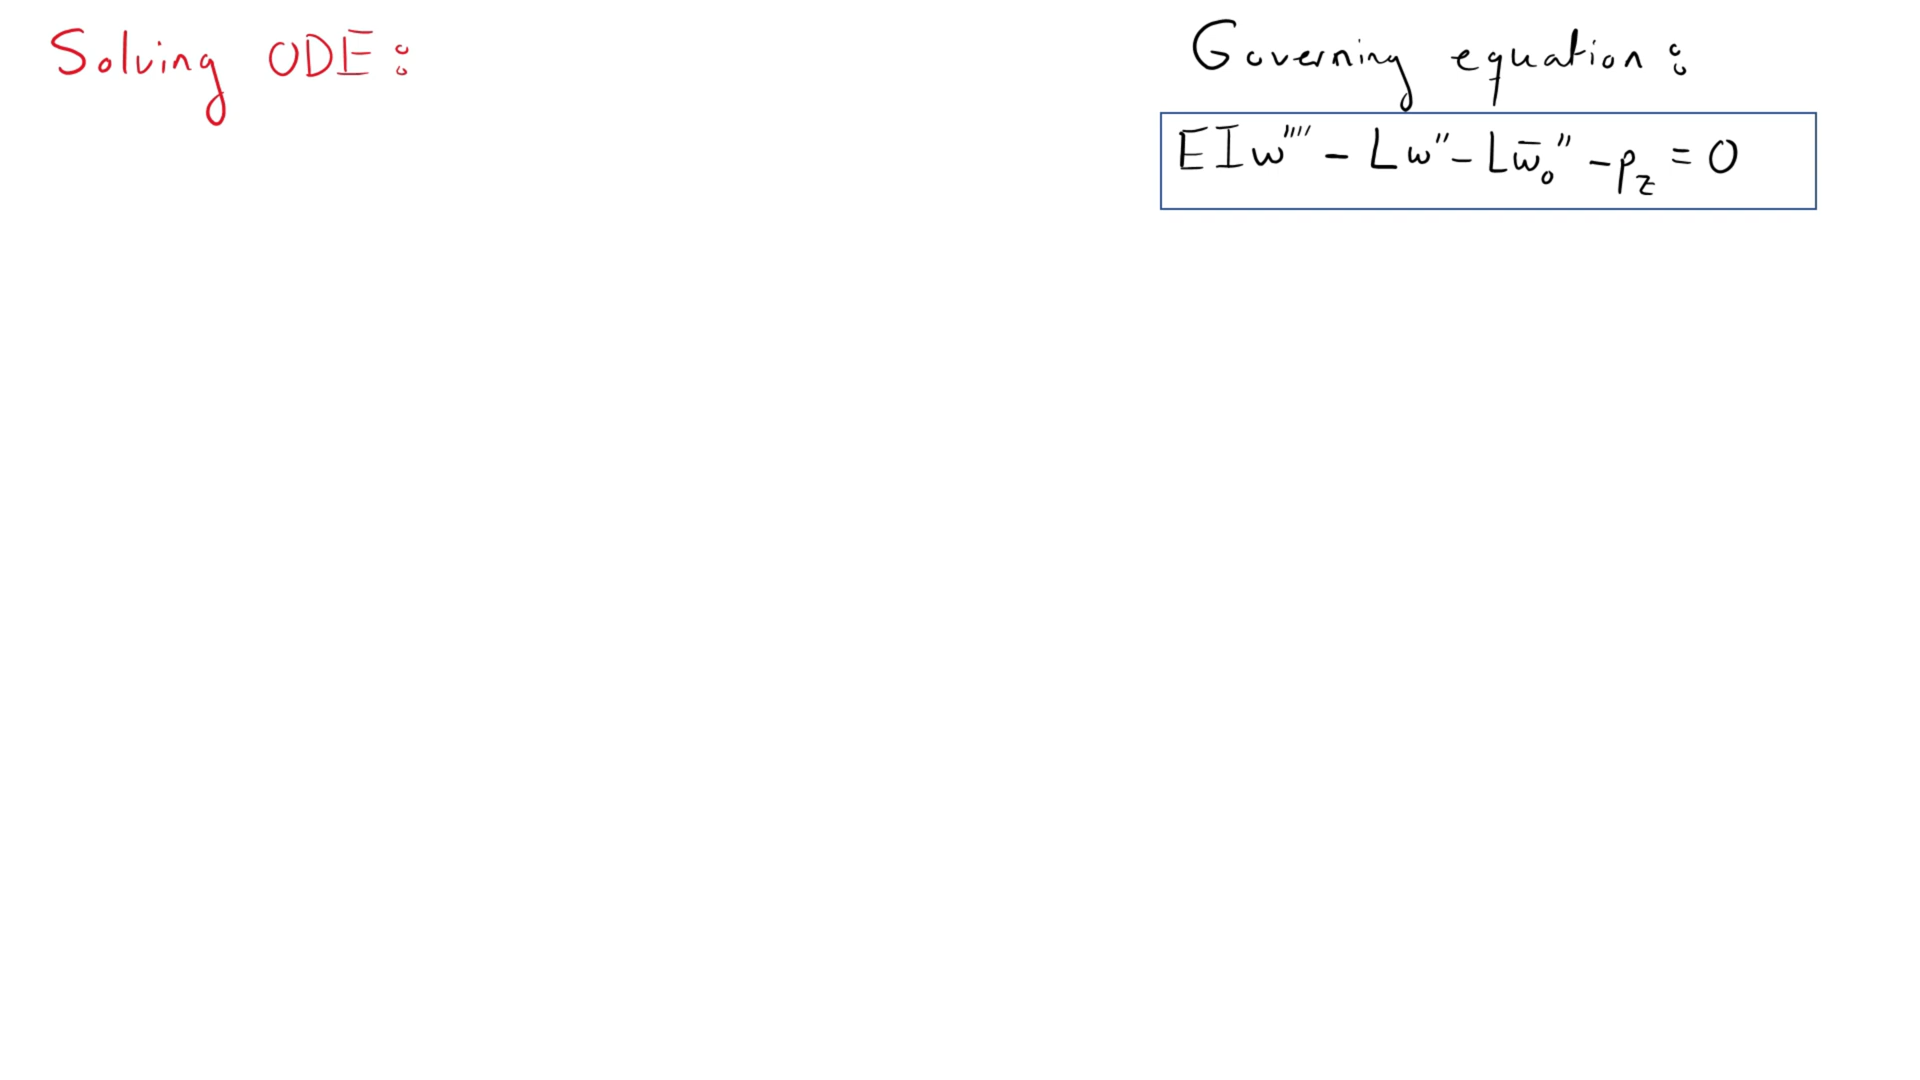 Solving ODE:
Governing equation:
EIw'''' - Lw'' - Lw̄₀'' - p_z = 0